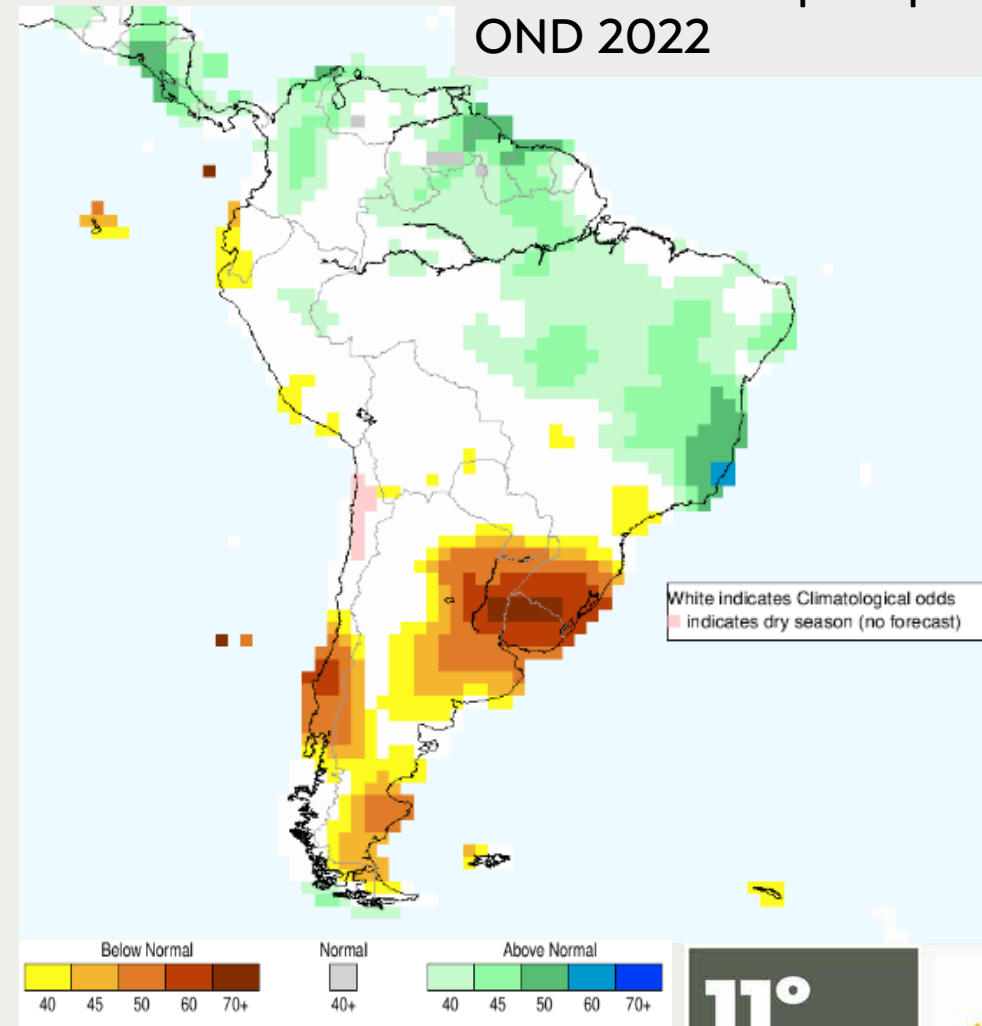 OND 2022
White indicates Climatological odds
indicates dry season (no forecast)
Below Normal
Normal
Above Normal
40 45 50 60 70+
40+
40 45 50 60 70+
11º